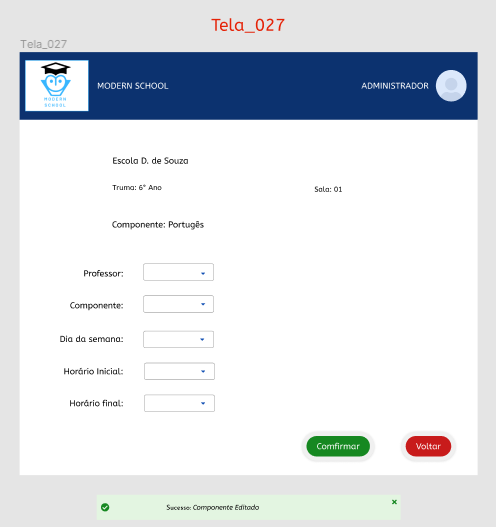 Tela_027
Tela_027
MODERN SCHOOL
MODERN SCHOOL
ADMINISTRADOR
Escola D. de Souza
Truma: 6° Ano
Sala: 01
Componente: Portugês
Professor:
Componente:
Dia da semana:
Horário Inicial:
Horário final:
Comfirmar
Voltar
Sucesso: Componente Editado